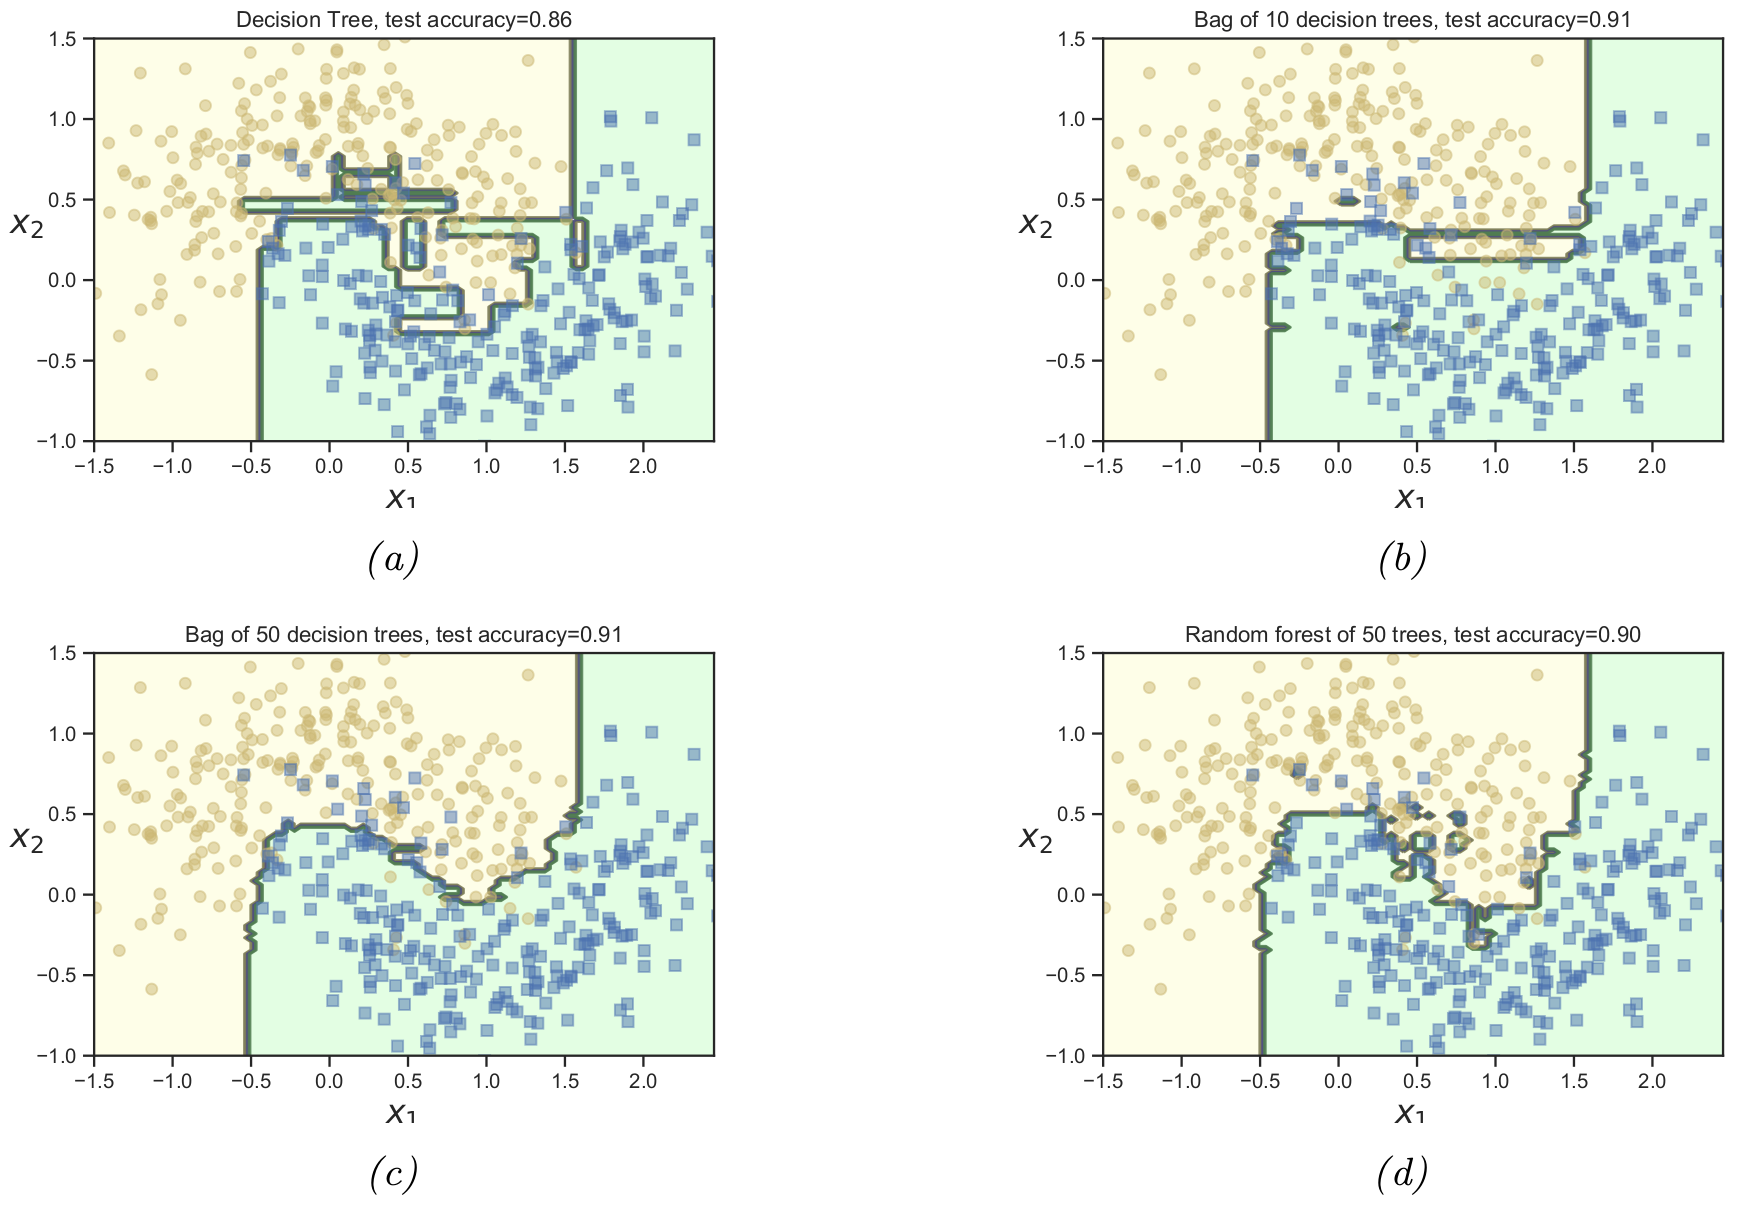 Decision Tree, test accuracy=0.86
1.5
1.0
0.5
0.0
−0.5
−1.0
x2
−1.5 −1.0 −0.5 0.0 0.5 1.0 1.5 2.0
x1
(a)
Bag of 10 decision trees, test accuracy=0.91
1.5
1.0
0.5
0.0
−0.5
−1.0
x2
−1.5 −1.0 −0.5 0.0 0.5 1.0 1.5 2.0
x1
(b)
Bag of 50 decision trees, test accuracy=0.91
1.5
1.0
0.5
0.0
−0.5
−1.0
x2
−1.5 −1.0 −0.5 0.0 0.5 1.0 1.5 2.0
x1
(c)
Random forest of 50 trees, test accuracy=0.90
1.5
1.0
0.5
0.0
−0.5
−1.0
x2
−1.5 −1.0 −0.5 0.0 0.5 1.0 1.5 2.0
x1
(d)